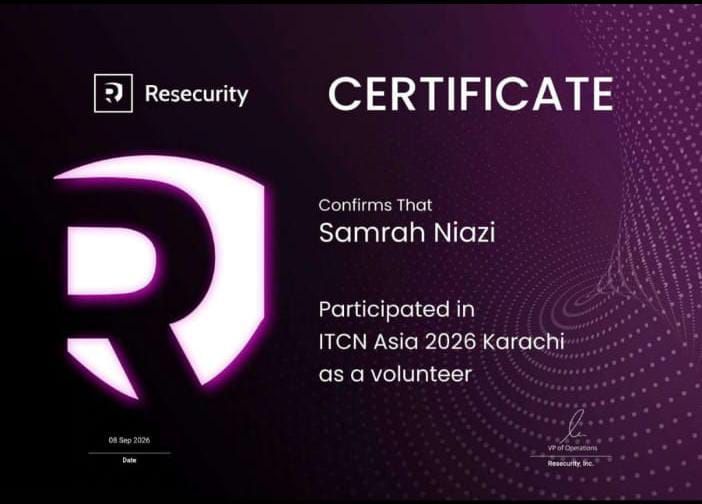 Resecurity
CERTIFICATE
Confirms That
Samrah Niazi
Participated in
ITCN Asia 2026 Karachi
as a volunteer
08 Sep 2026
Date
VP of Operations
Resecurity, Inc.